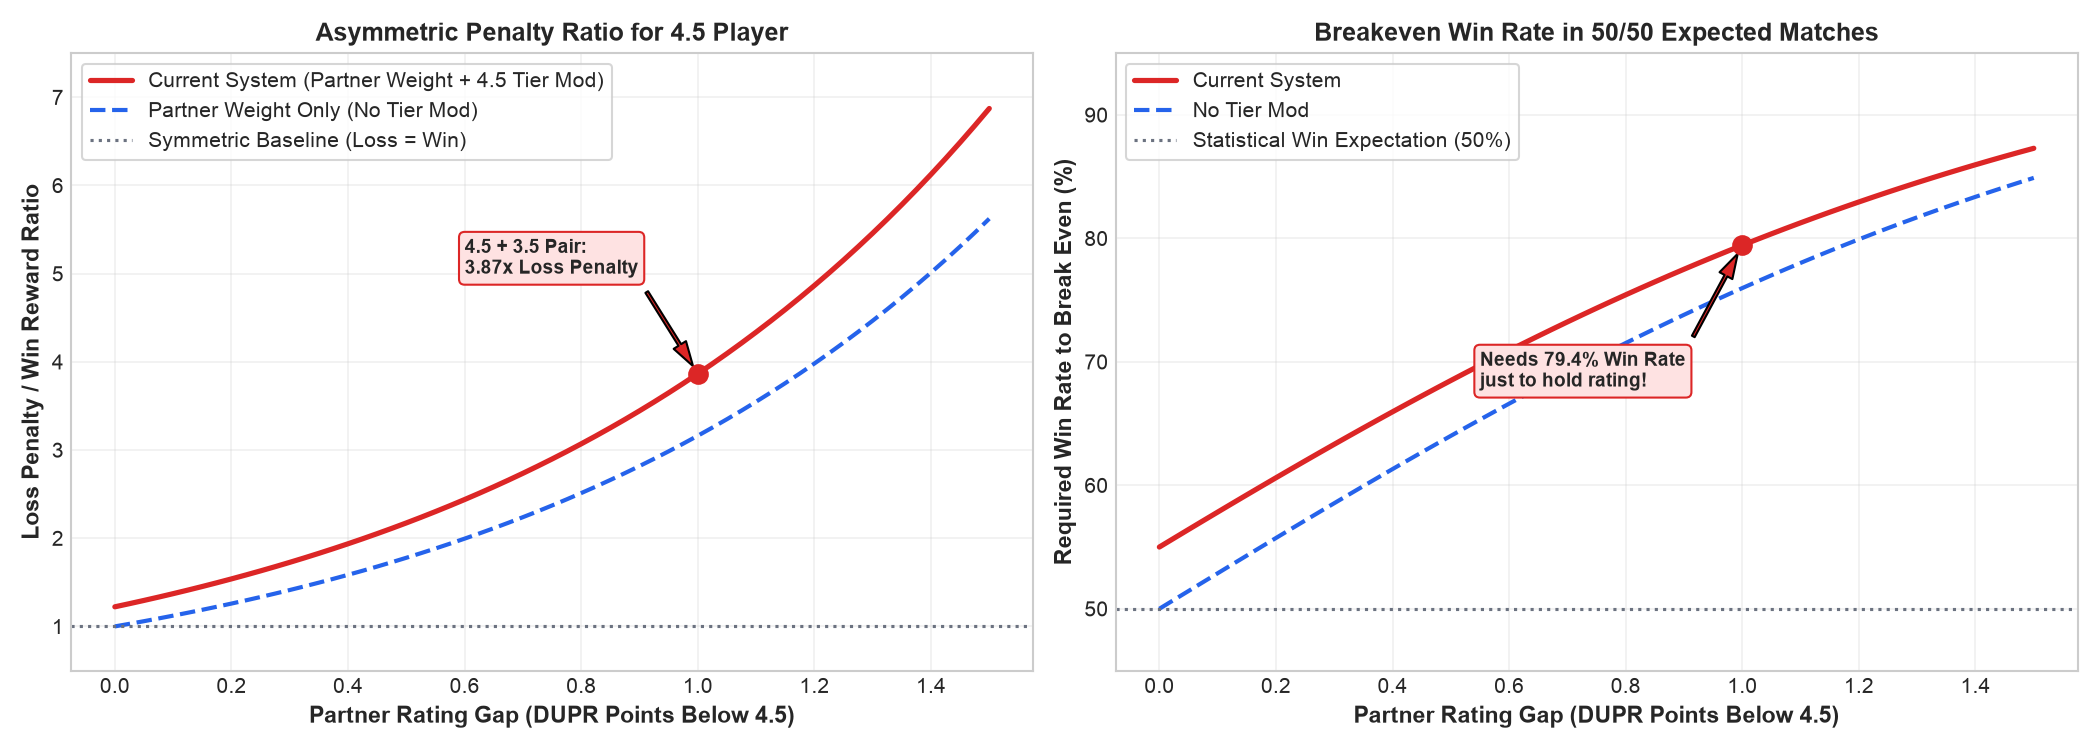 Asymmetric Penalty Ratio for 4.5 Player
Current System (Partner Weight + 4.5 Tier Mod)
Partner Weight Only (No Tier Mod)
Symmetric Baseline (Loss = Win)
4.5 + 3.5 Pair:
3.87x Loss Penalty
Loss Penalty / Win Reward Ratio
7
6
5
4
3
2
1
0.0 0.2 0.4 0.6 0.8 1.0 1.2 1.4
Partner Rating Gap (DUPR Points Below 4.5)
Breakeven Win Rate in 50/50 Expected Matches
Current System
No Tier Mod
Statistical Win Expectation (50%)
Needs 79.4% Win Rate
just to hold rating!
Required Win Rate to Break Even (%)
90
80
70
60
50
0.0 0.2 0.4 0.6 0.8 1.0 1.2 1.4
Partner Rating Gap (DUPR Points Below 4.5)